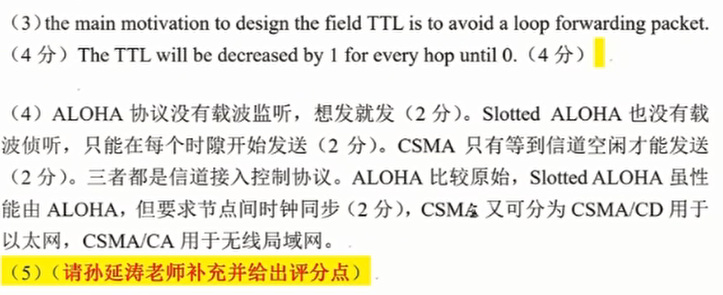 （3）the main motivation to design the field TTL is to avoid a loop forwarding packet.
（4 分）The TTL will be decreased by 1 for every hop until 0.（4 分）
（4）ALOHA 协议没有载波监听，想发就发（2 分）。Slotted ALOHA 也没有载
波侦听，只能在每个时隙开始发送（2 分）。CSMA 只有等到信道空闲才能发送
（2 分）。三者都是信道接入控制协议。ALOHA 比较原始，Slotted ALOHA 虽性
能由 ALOHA，但要求节点间时钟同步（2 分），CSMA 又可分为 CSMA/CD 用于
以太网，CSMA/CA 用于无线局域网。
（5）（请孙延涛老师补充并给出评分点）